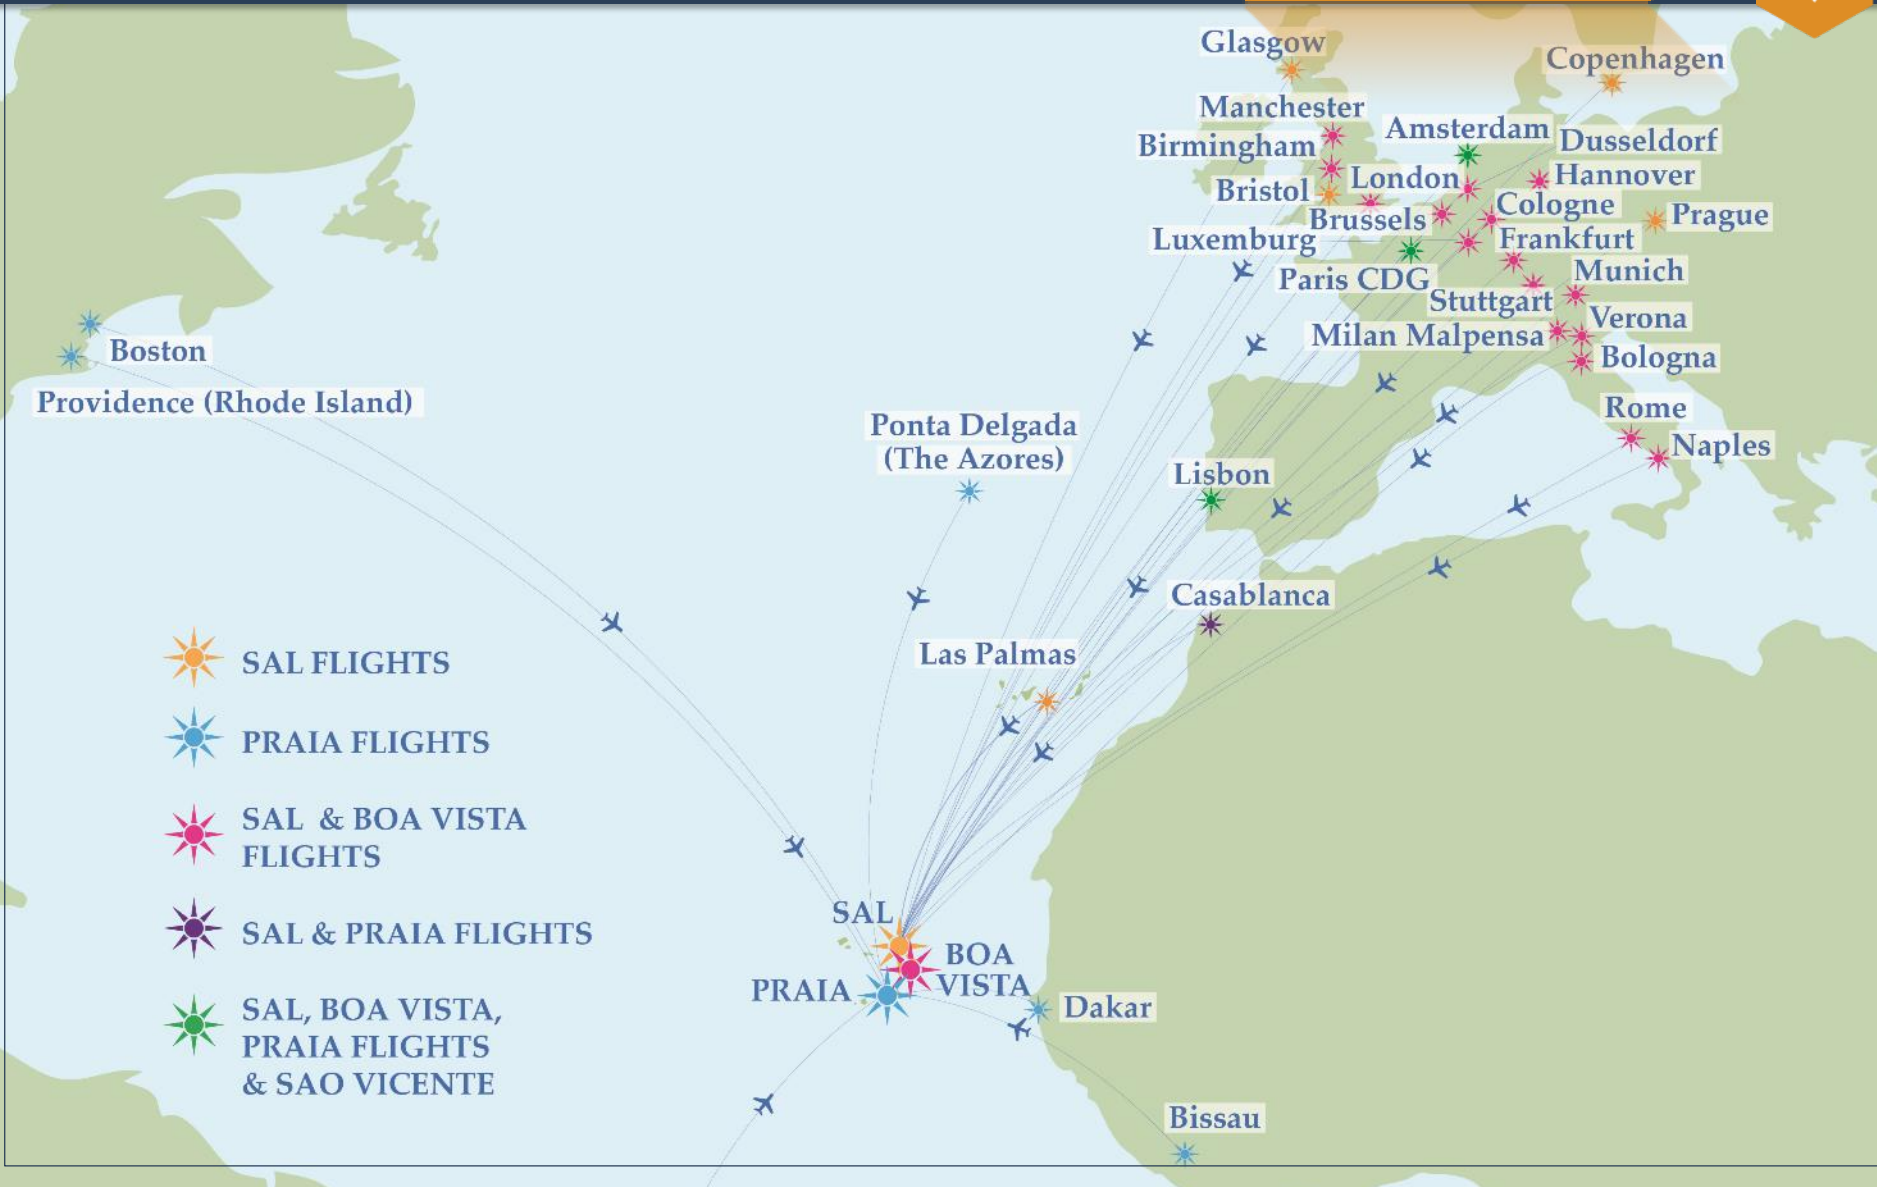 Glasgow
Copenhagen
Manchester
Amsterdam
Dusseldorf
Birmingham
London
Hannover
Bristol
Brussels
Cologne
Prague
Luxemburg
Frankfurt
Paris CDG
Munich
Stuttgart
Verona
Milan Malpensa
Bologna
Boston
Providence (Rhode Island)
Rome
Naples
Ponta Delgada
(The Azores)
Lisbon
Casablanca
Las Palmas
SAL FLIGHTS
PRAIA FLIGHTS
SAL & BOA VISTA
FLIGHTS
SAL & PRAIA FLIGHTS
SAL, BOA VISTA,
PRAIA FLIGHTS
& SAO VICENTE
SAL
BOA
VISTA
PRAIA
Dakar
Bissau